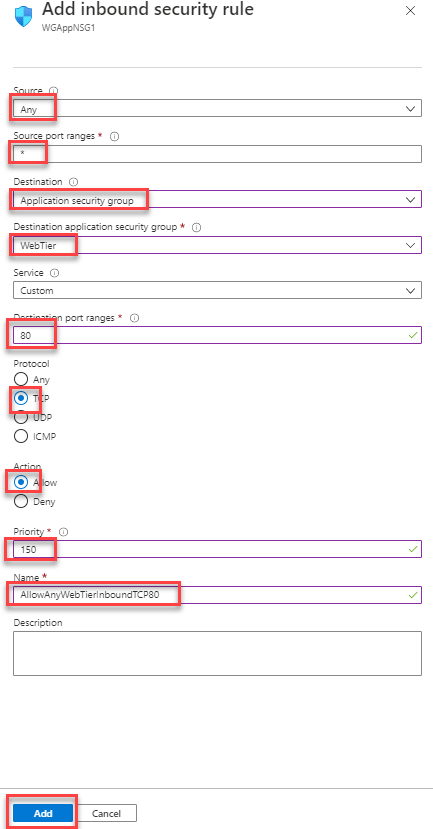 Add inbound security rule
WGAppNSG1
Source
Any
Source port ranges *
*
Destination
Application security group
Destination application security group *
WebTier
Service
Custom
Destination port ranges *
80
Protocol
Any
TCP
UDP
ICMP
Action
Allow
Deny
Priority *
150
Name *
AllowAnyWebTierInboundTCP80
Description
Add
Cancel